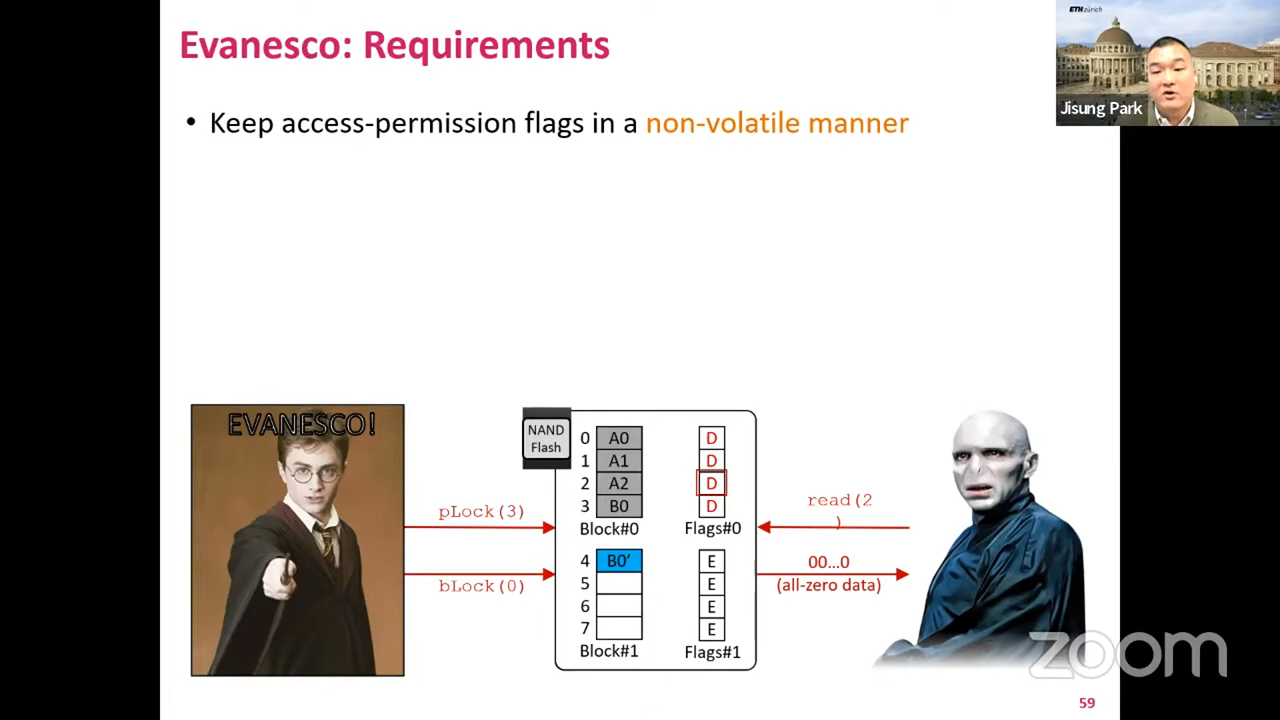 Evanesco: Requirements
ETH zürich
Jisung Park
• Keep access-permission flags in a non-volatile manner
EVANESCO!
pLock(3)
bLock(0)
NAND
Flash
0 A0 D
1 A1 D
2 A2 D
3 B0 D
Block#0 Flags#0
4 B0’ E
5 E
6 E
7 E
Block#1 Flags#1
read(2
)
00...0
(all-zero data)
zoom
59